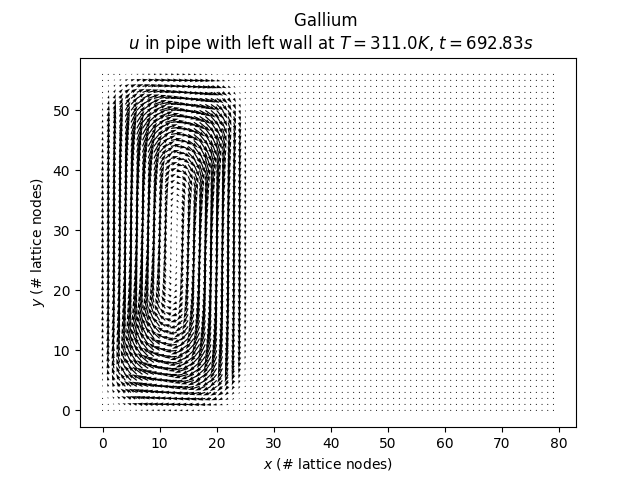 Gallium
u in pipe with left wall at T = 311.0K, t = 692.83s
y (# lattice nodes)
50
40
30
20
10
0
0 10 20 30 40 50 60 70 80
x (# lattice nodes)